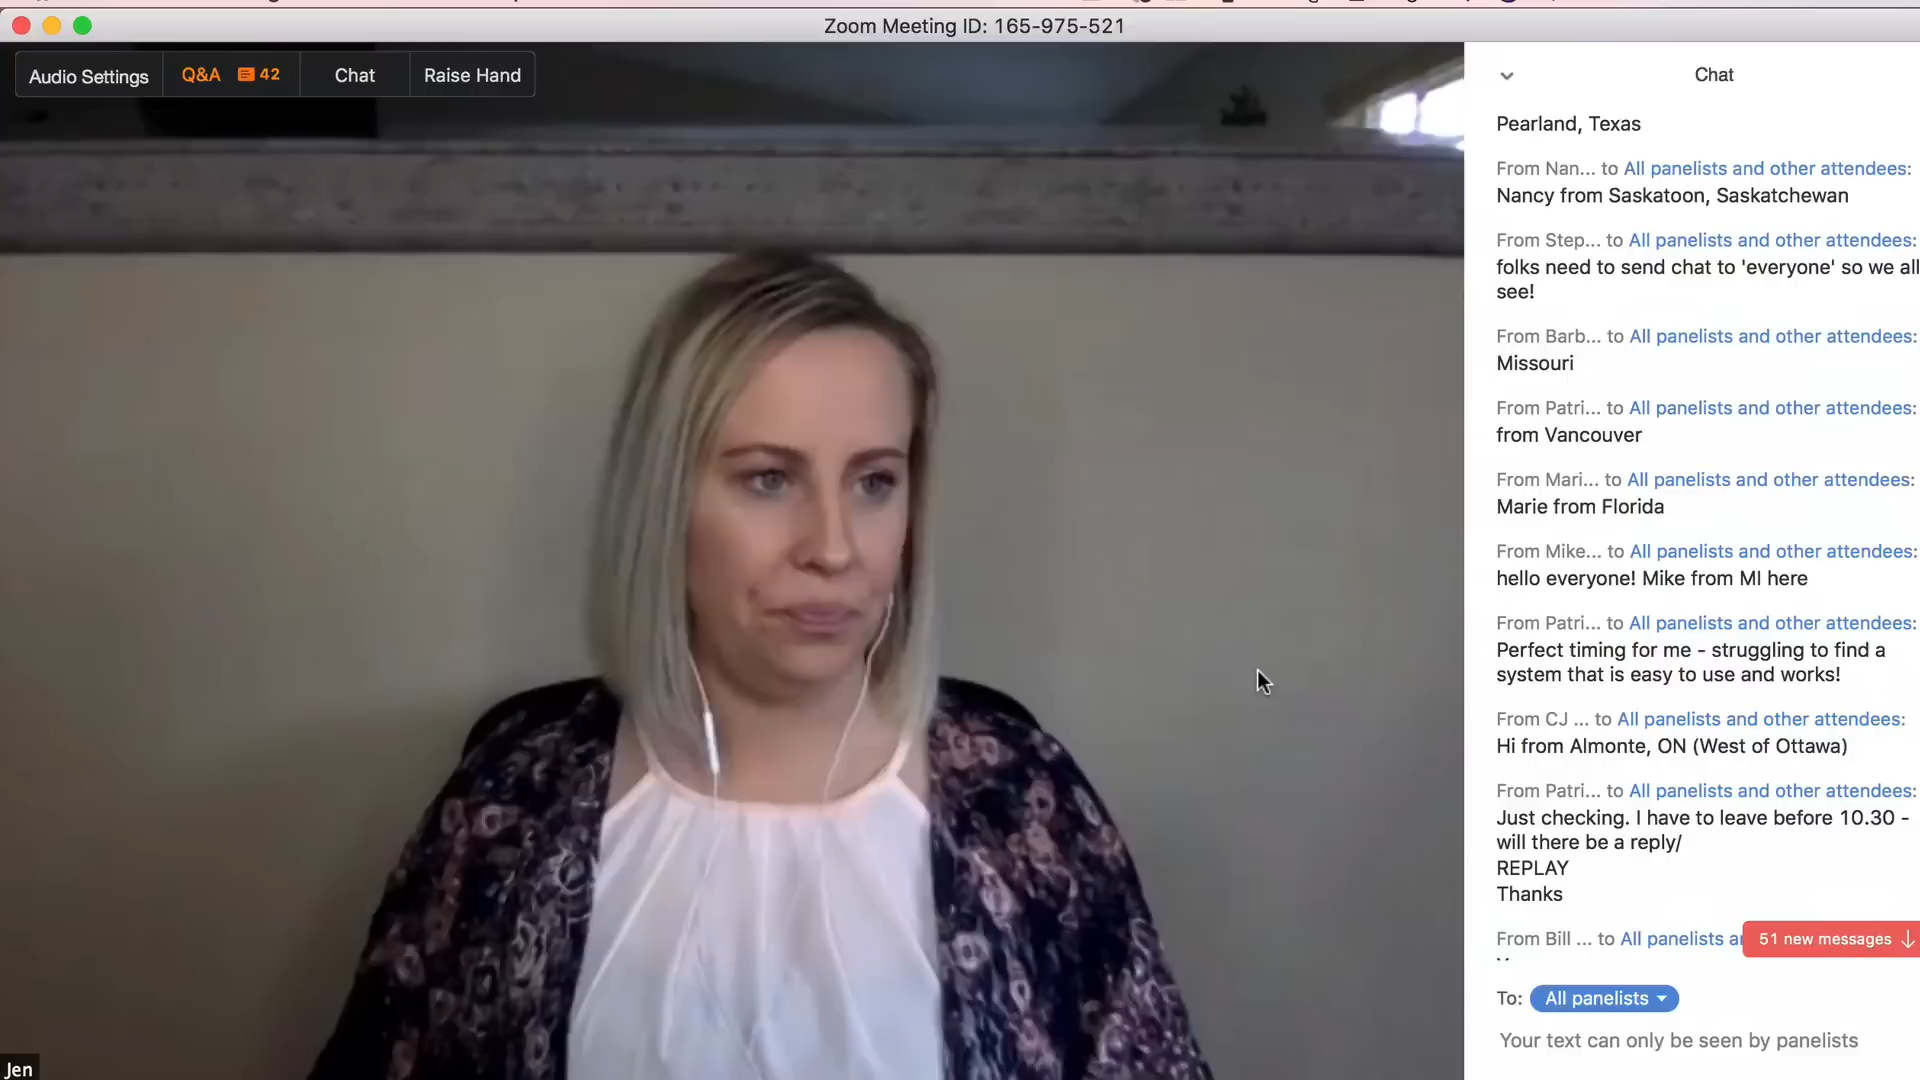 Zoom Meeting ID: 165-975-521
Audio Settings
Q&A 42
Chat
Raise Hand
Chat
Pearland, Texas
From Nan... to All panelists and other attendees:
Nancy from Saskatoon, Saskatchewan
From Step... to All panelists and other attendees:
folks need to send chat to 'everyone' so we all
see!
From Barb... to All panelists and other attendees:
Missouri
From Patri... to All panelists and other attendees:
from Vancouver
From Mari... to All panelists and other attendees:
Marie from Florida
From Mike... to All panelists and other attendees:
hello everyone! Mike from MI here
From Patri... to All panelists and other attendees:
Perfect timing for me - struggling to find a
system that is easy to use and works!
From CJ ... to All panelists and other attendees:
Hi from Almonte, ON (West of Ottawa)
From Patri... to All panelists and other attendees:
Just checking. I have to leave before 10.30 -
will there be a reply/
REPLAY
Thanks
From Bill ... to All panelists
51 new messages
To: All panelists
Your text can only be seen by panelists
Jen